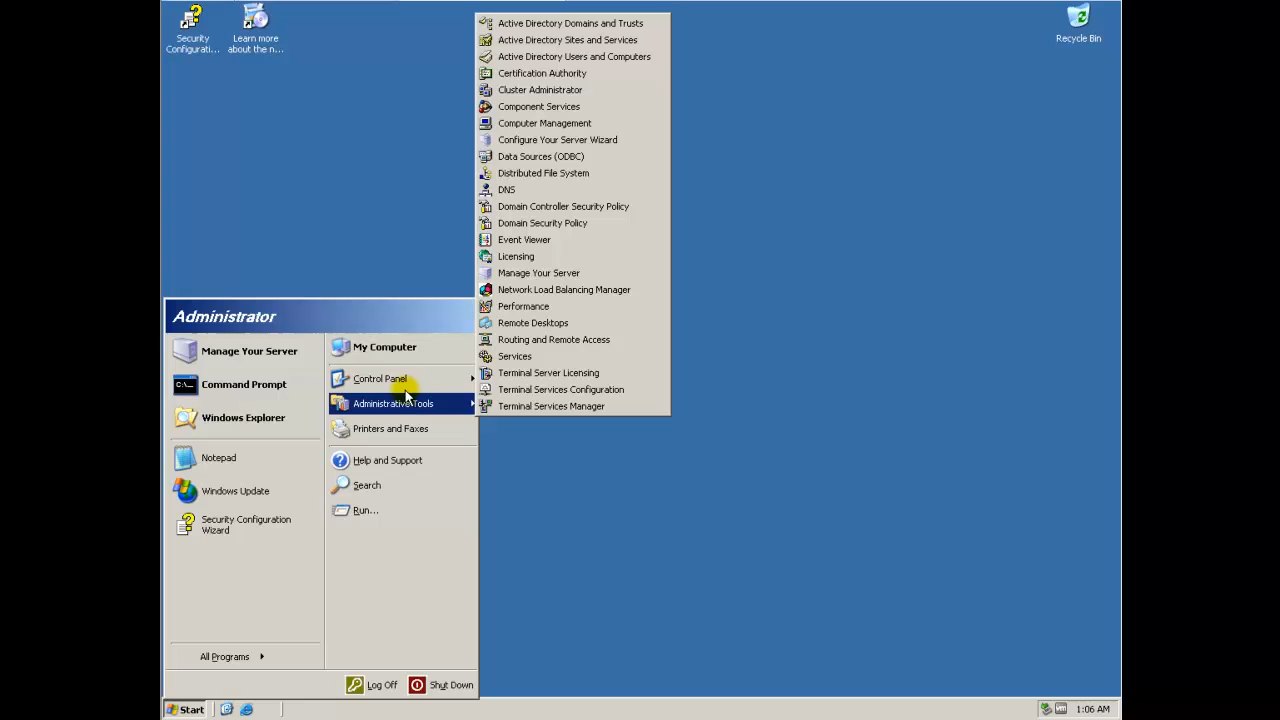 Security
Configurati...
Learn more
about the n...
Recycle Bin
Active Directory Domains and Trusts
Active Directory Sites and Services
Active Directory Users and Computers
Certification Authority
Cluster Administrator
Component Services
Computer Management
Configure Your Server Wizard
Data Sources (ODBC)
Distributed File System
DNS
Domain Controller Security Policy
Domain Security Policy
Event Viewer
Licensing
Manage Your Server
Network Load Balancing Manager
Performance
Remote Desktops
Routing and Remote Access
Services
Terminal Server Licensing
Terminal Services Configuration
Terminal Services Manager
Administrator
Manage Your Server
Command Prompt
Windows Explorer
Notepad
Windows Update
Security Configuration
Wizard
All Programs
My Computer
Control Panel
Administrative Tools
Printers and Faxes
Help and Support
Search
Run...
Log Off
Shut Down
Start
1:06 AM